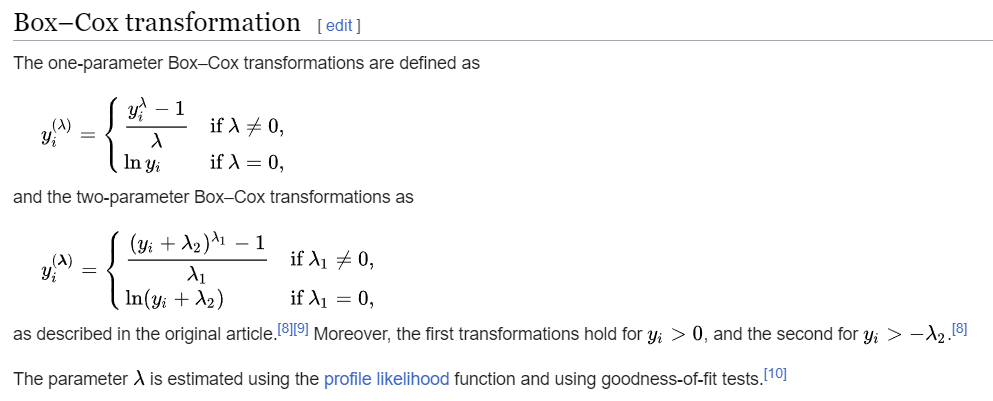 Box–Cox transformation [ edit ]
The one-parameter Box–Cox transformations are defined as
$$y_i^{(\lambda)} = \begin{cases} \dfrac{y_i^\lambda - 1}{\lambda} & \text{if } \lambda \neq 0, \\ \ln y_i & \text{if } \lambda = 0, \end{cases}$$
and the two-parameter Box–Cox transformations as
$$y_i^{(\boldsymbol{\lambda})} = \begin{cases} \dfrac{(y_i + \lambda_2)^{\lambda_1} - 1}{\lambda_1} & \text{if } \lambda_1 \neq 0, \\ \ln(y_i + \lambda_2) & \text{if } \lambda_1 = 0, \end{cases}$$
as described in the original article.[8][9] Moreover, the first transformations hold for $y_i > 0$, and the second for $y_i > -\lambda_2$.[8]
The parameter $\lambda$ is estimated using the profile likelihood function and using goodness-of-fit tests.[10]